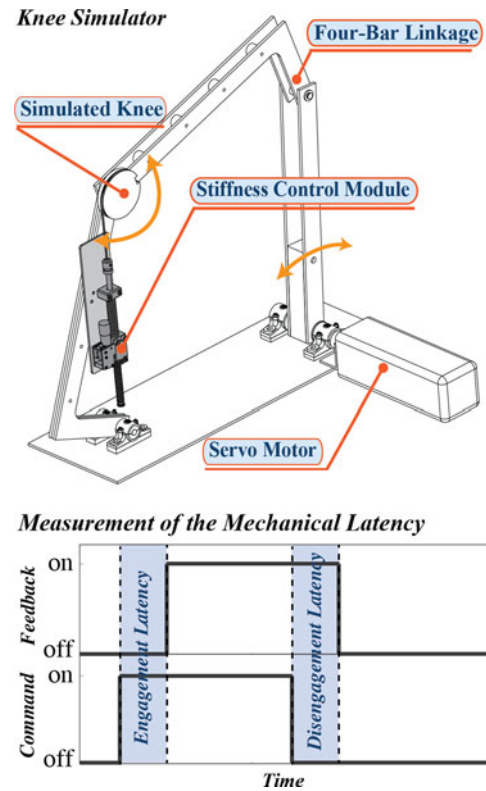 Knee Simulator
Four-Bar Linkage
Simulated Knee
Stiffness Control Module
Servo Motor
Measurement of the Mechanical Latency
on
Feedback
off
on
Command
off
Engagement Latency
Disengagement Latency
Time